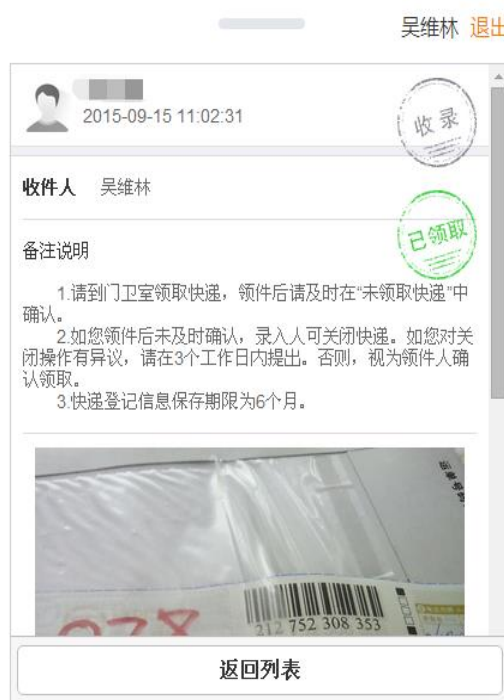 吴维林 退出
2015-09-15 11:02:31
收录
收件人 吴维林
已领取
备注说明
1.请到门卫室领取快递，领件后请及时在“未领取快递”中
确认。
2.如您领件后未及时确认，录入人可关闭快递。如您对关
闭操作有异议，请在3个工作日内提出。否则，视为领件人确
认领取。
3.快递登记信息保存期限为6个月。
212 752 308 353
返回列表